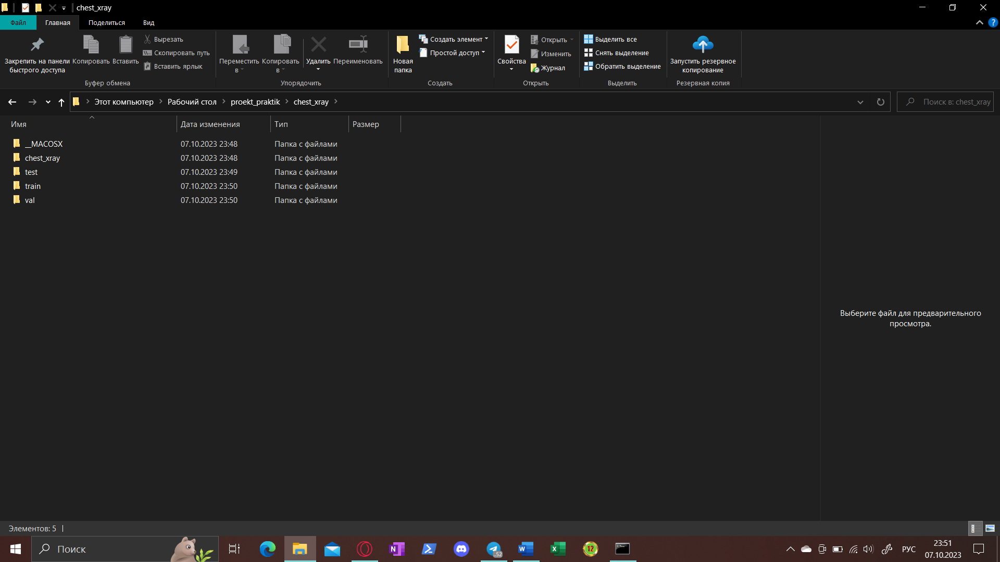 chest_xray
Файл Главная Поделиться Вид
Закрепить на панели быстрого доступа
Копировать
Вставить
Вырезать
Скопировать путь
Вставить ярлык
Буфер обмена
Переместить в
Копировать в
Удалить
Переименовать
Упорядочить
Новая папка
Создать элемент
Простой доступ
Создать
Свойства
Открыть
Изменить
Журнал
Открыть
Выделить все
Снять выделение
Обратить выделение
Выделить
Запустить резервное копирование
Резервная копия
Этот компьютер Рабочий стол proekt_praktik chest_xray
Поиск в: chest_xray
Имя Дата изменения Тип Размер
__MACOSX 07.10.2023 23:48 Папка с файлами
chest_xray 07.10.2023 23:48 Папка с файлами
test 07.10.2023 23:49 Папка с файлами
train 07.10.2023 23:50 Папка с файлами
val 07.10.2023 23:50 Папка с файлами
Выберите файл для предварительного
просмотра.
Элементов: 5
Поиск
N
52
W
X
12
РУС
23:51
07.10.2023